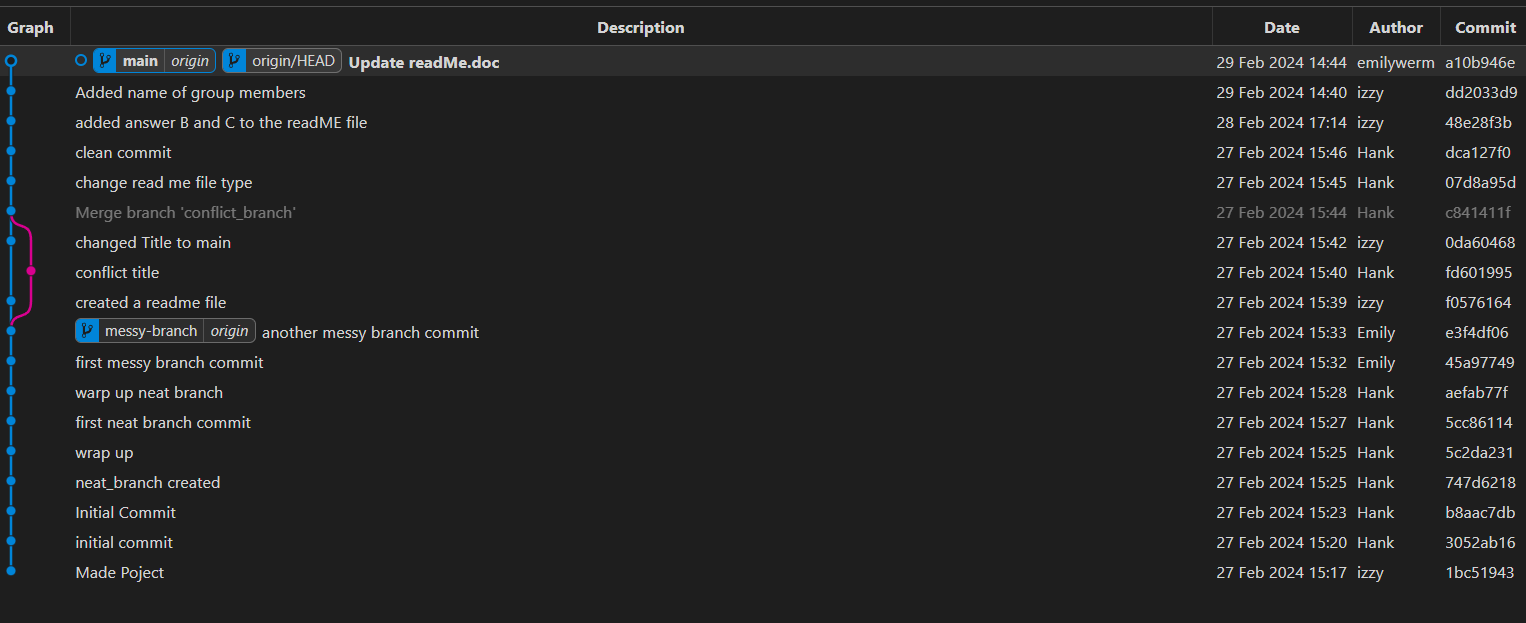 Graph Description Date Author Commit
main origin origin/HEAD Update readMe.doc 29 Feb 2024 14:44 emilywerm a10b946e
Added name of group members 29 Feb 2024 14:40 izzy dd2033d9
added answer B and C to the readME file 28 Feb 2024 17:14 izzy 48e28f3b
clean commit 27 Feb 2024 15:46 Hank dca127f0
change read me file type 27 Feb 2024 15:45 Hank 07d8a95d
Merge branch 'conflict_branch' 27 Feb 2024 15:44 Hank c841411f
changed Title to main 27 Feb 2024 15:42 izzy 0da60468
conflict title 27 Feb 2024 15:40 Hank fd601995
created a readme file 27 Feb 2024 15:39 izzy f0576164
messy-branch origin another messy branch commit 27 Feb 2024 15:33 Emily e3f4df06
first messy branch commit 27 Feb 2024 15:32 Emily 45a97749
warp up neat branch 27 Feb 2024 15:28 Hank aefab77f
first neat branch commit 27 Feb 2024 15:27 Hank 5cc86114
wrap up 27 Feb 2024 15:25 Hank 5c2da231
neat_branch created 27 Feb 2024 15:25 Hank 747d6218
Initial Commit 27 Feb 2024 15:23 Hank b8aac7db
initial commit 27 Feb 2024 15:20 Hank 3052ab16
Made Poject 27 Feb 2024 15:17 izzy 1bc51943